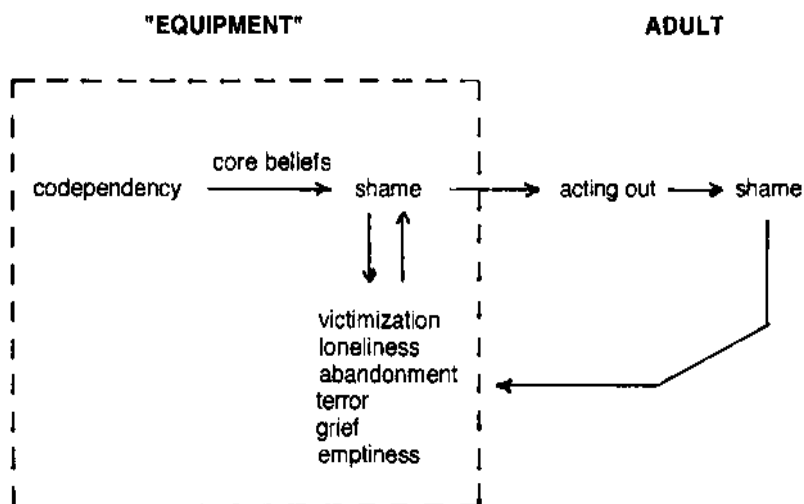 "EQUIPMENT" ADULT
core beliefs
codependency shame acting out shame
victimization
loneliness
abandonment
terror
grief
emptiness